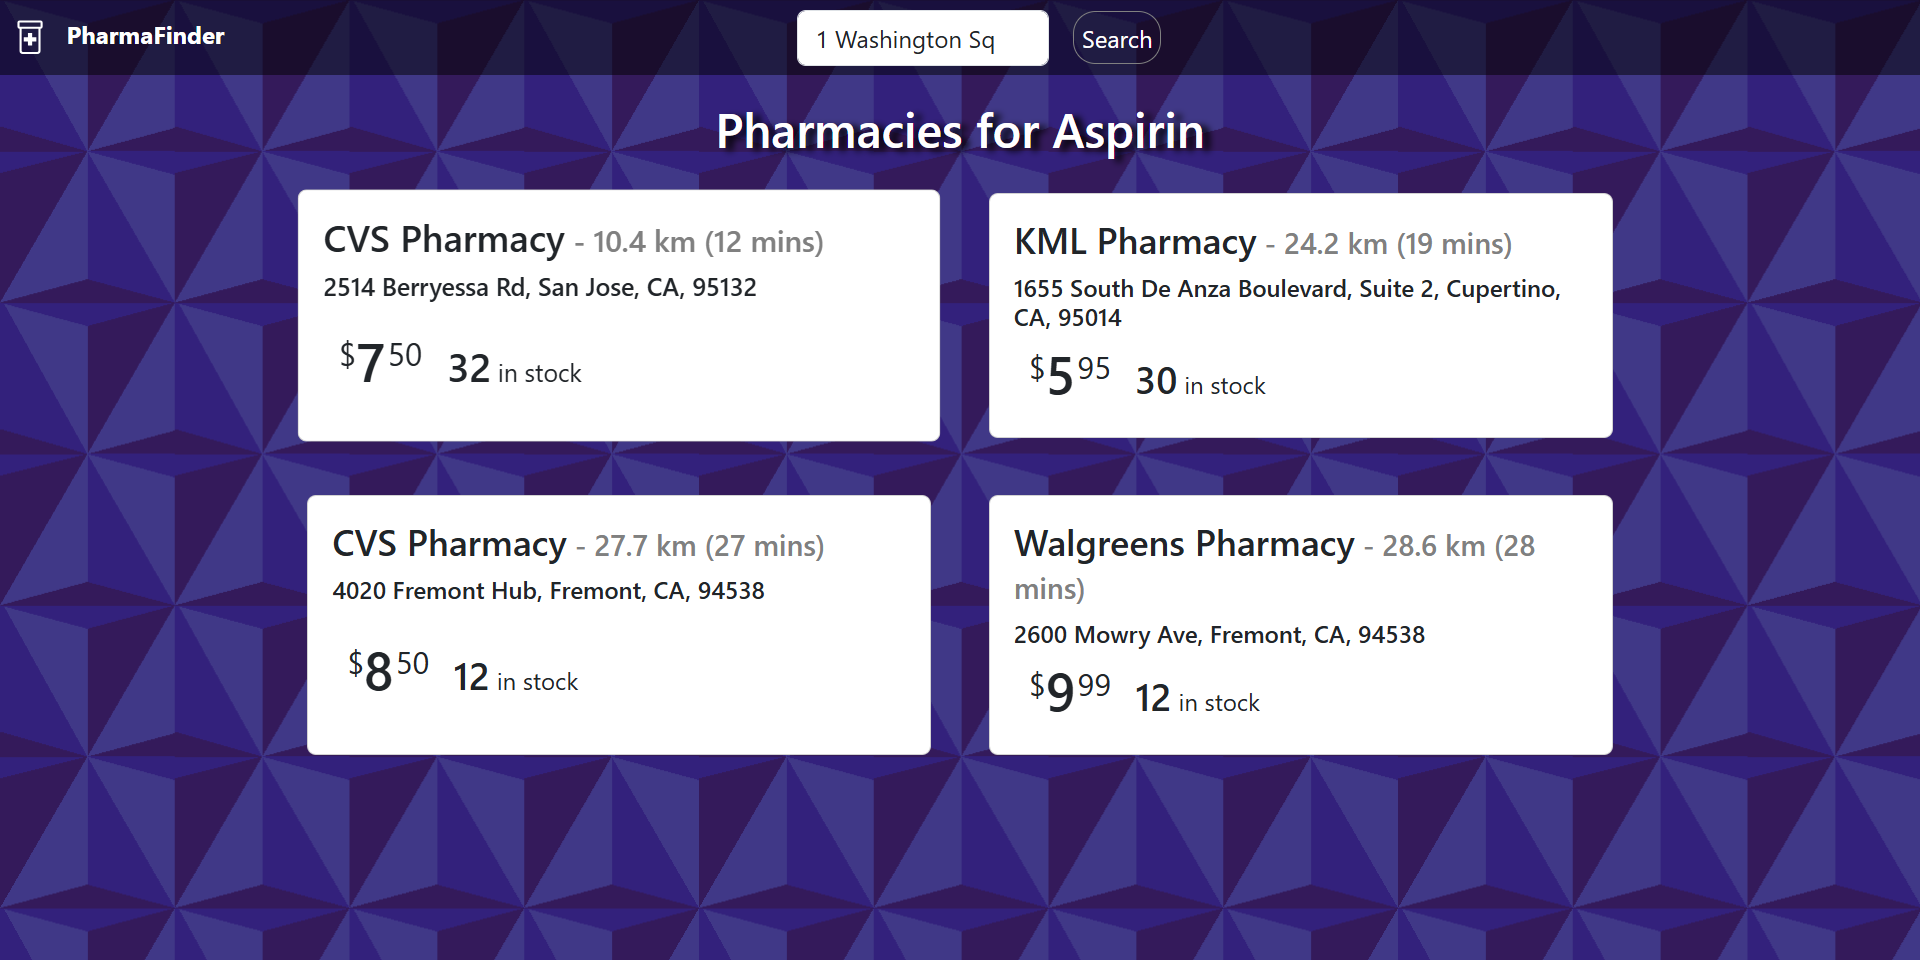 PharmaFinder
1 Washington Sq
Search
Pharmacies for Aspirin
CVS Pharmacy - 10.4 km (12 mins)
2514 Berryessa Rd, San Jose, CA, 95132
$7 50 32 in stock
KML Pharmacy - 24.2 km (19 mins)
1655 South De Anza Boulevard, Suite 2, Cupertino,
CA, 95014
$5 95 30 in stock
CVS Pharmacy - 27.7 km (27 mins)
4020 Fremont Hub, Fremont, CA, 94538
$8 50 12 in stock
Walgreens Pharmacy - 28.6 km (28
mins)
2600 Mowry Ave, Fremont, CA, 94538
$9 99 12 in stock